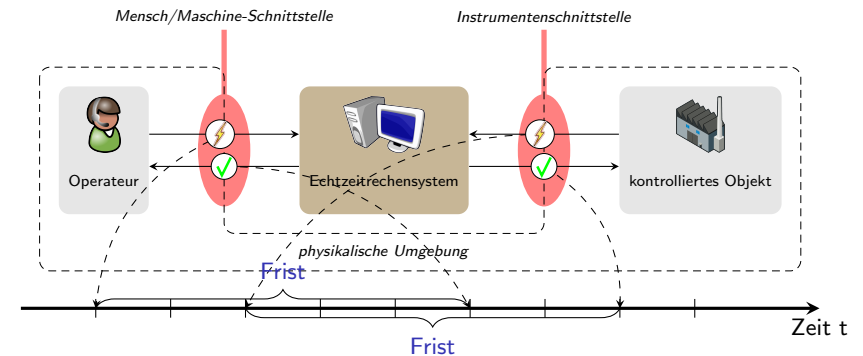 Mensch/Maschine-Schnittstelle
Instrumentenschnittstelle
Operateur
Echtzeitrechensystem
kontrolliertes Objekt
physikalische Umgebung
Frist
Zeit t
Frist